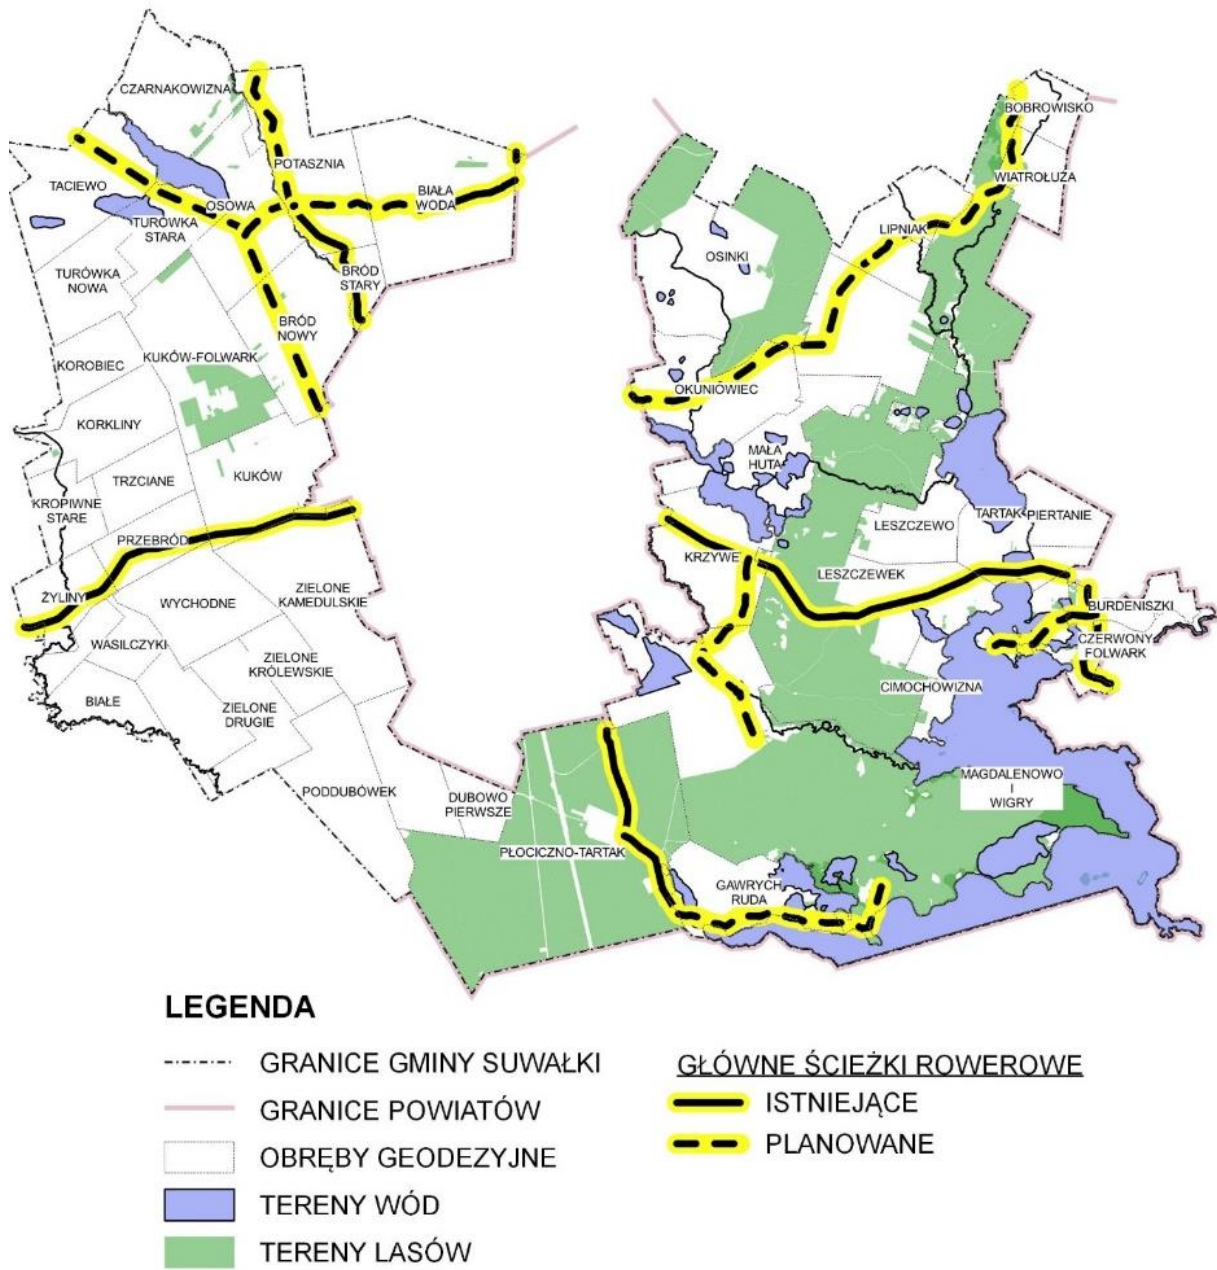 CZARNAKOWIZNA
BOBROWISKO
POTASZNIA
WIATROŁUŻA
TACIEWO
BIAŁA
WODA
OSOWA
TURÓWKA
STARA
LIPNIAK
OSINKI
TURÓWKA
NOWA
BRÓD
STARY
BRÓD
NOWY
KOROBIEC
KUKÓW-FOLWARK
OKUNIOWIEC
KORKLINY
MAŁA
HUTA
TRZCIANE
KUKÓW
KROPIWNE
STARE
LESZCZEWO
TARTAK
PIERTANIE
PRZEBRÓD
KRZYWE
LESZCZEWEK
ŻYLINY
WYCHODNE
ZIELONE
KAMEDULSKIE
BURDENISZKI
CZERWONY
FOLWARK
WASILCZYKI
ZIELONE
KRÓLEWSKIE
CIMOCHOWIZNA
BIAŁE
ZIELONE
DRUGIE
PODDUBÓWEK
DUBOWO
PIERWSZE
MAGDALENOWO
I
WIGRY
PŁOCICZNO-TARTAK
GAWRYCH
RUDA
LEGENDA
GRANICE GMINY SUWAŁKI
GRANICE POWIATÓW
OBRĘBY GEODEZYJNE
TERENY WÓD
TERENY LASÓW
GŁÓWNE ŚCIEŻKI ROWEROWE
ISTNIEJĄCE
PLANOWANE